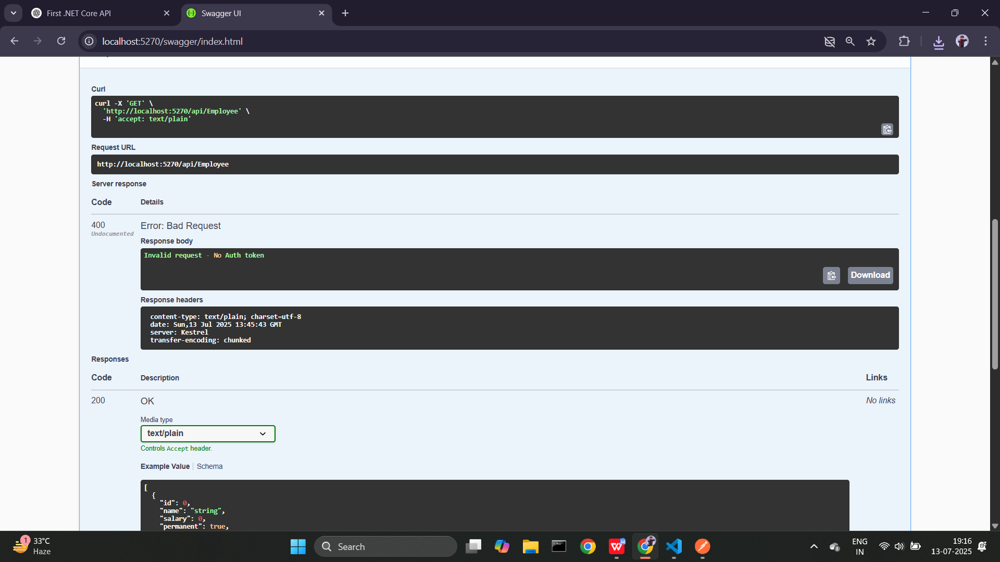 First .NET Core API
Swagger UI
localhost:5270/swagger/index.html
Curl
curl -X 'GET' \
'http://localhost:5270/api/Employee' \
-H 'accept: text/plain'
Request URL
http://localhost:5270/api/Employee
Server response
Code Details
400
Undocumented
Error: Bad Request
Response body
Invalid request - No Auth token
Download
Response headers
content-type: text/plain; charset=utf-8
date: Sun,13 Jul 2025 13:45:43 GMT
server: Kestrel
transfer-encoding: chunked
Responses
Code Description Links
200 OK No links
Media type
text/plain
Controls Accept header.
Example Value Schema
[
{
"id": 0,
"name": "string",
"salary": 0,
"permanent": true,
1
33°C
Haze
Search
W
ENG
IN
19:16
13-07-2025